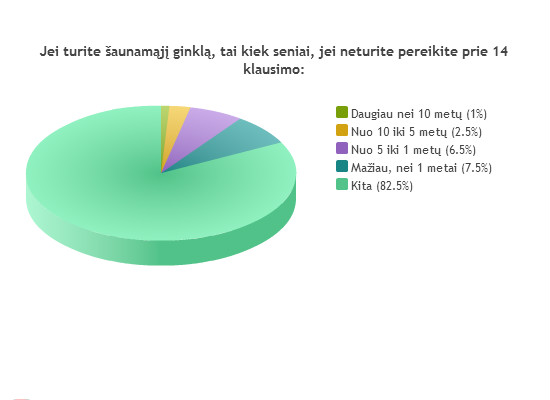 Jei turite šaunamąjį ginklą, tai kiek seniai, jei neturite pereikite prie 14
klausimo:
Daugiau nei 10 metų (1%)
Nuo 10 iki 5 metų (2.5%)
Nuo 5 iki 1 metų (6.5%)
Mažiau, nei 1 metai (7.5%)
Kita (82.5%)